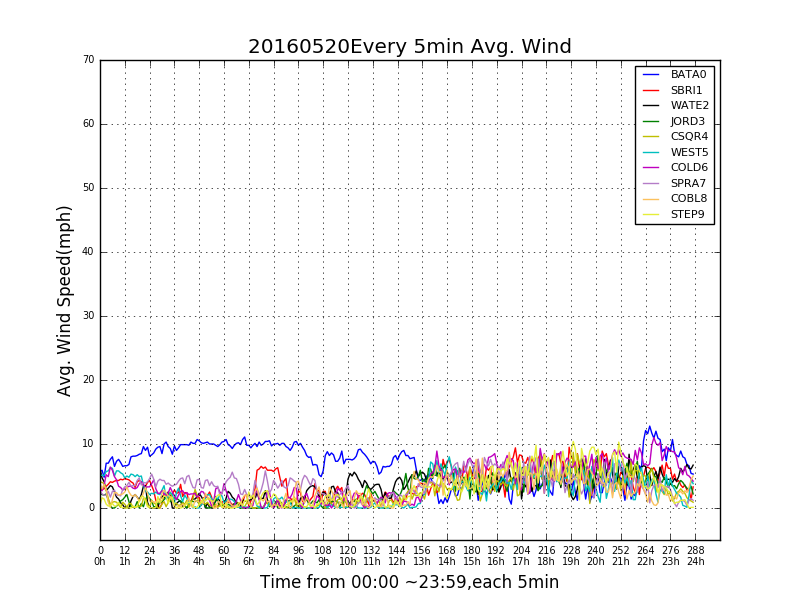 20160520Every 5min Avg. Wind
70
60
50
40
30
20
10
0
Avg. Wind Speed(mph)
BATA0
SBRI1
WATE2
JORD3
CSQR4
WEST5
COLD6
SPRA7
COBL8
STEP9
0 12 24 36 48 60 72 84 96 108 120 132 144 156 168 180 192 204 216 228 240 252 264 276 288
0h 1h 2h 3h 4h 5h 6h 7h 8h 9h 10h 11h 12h 13h 14h 15h 16h 17h 18h 19h 20h 21h 22h 23h 24h
Time from 00:00 ~23:59,each 5min